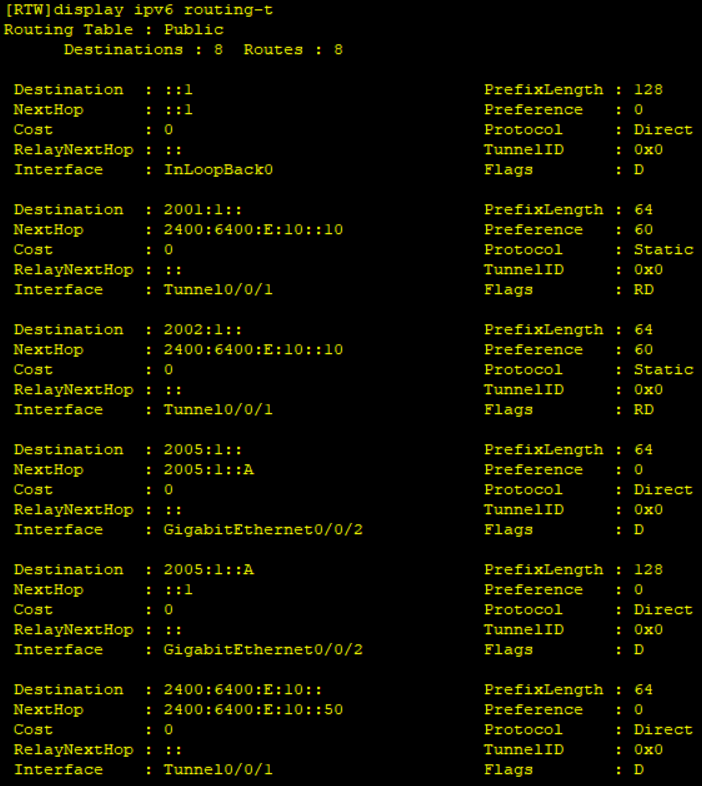 [RTW]display ipv6 routing-t
Routing Table : Public
Destinations : 8 Routes : 8
Destination : ::1 PrefixLength : 128
NextHop : ::1 Preference : 0
Cost : 0 Protocol : Direct
RelayNextHop : :: TunnelID : 0x0
Interface : InLoopBack0 Flags : D
Destination : 2001:1:: PrefixLength : 64
NextHop : 2400:6400:E:10::10 Preference : 60
Cost : 0 Protocol : Static
RelayNextHop : :: TunnelID : 0x0
Interface : Tunnel0/0/1 Flags : RD
Destination : 2002:1:: PrefixLength : 64
NextHop : 2400:6400:E:10::10 Preference : 60
Cost : 0 Protocol : Static
RelayNextHop : :: TunnelID : 0x0
Interface : Tunnel0/0/1 Flags : RD
Destination : 2005:1:: PrefixLength : 64
NextHop : 2005:1::A Preference : 0
Cost : 0 Protocol : Direct
RelayNextHop : :: TunnelID : 0x0
Interface : GigabitEthernet0/0/2 Flags : D
Destination : 2005:1::A PrefixLength : 128
NextHop : ::1 Preference : 0
Cost : 0 Protocol : Direct
RelayNextHop : :: TunnelID : 0x0
Interface : GigabitEthernet0/0/2 Flags : D
Destination : 2400:6400:E:10:: PrefixLength : 64
NextHop : 2400:6400:E:10::50 Preference : 0
Cost : 0 Protocol : Direct
RelayNextHop : :: TunnelID : 0x0
Interface : Tunnel0/0/1 Flags : D